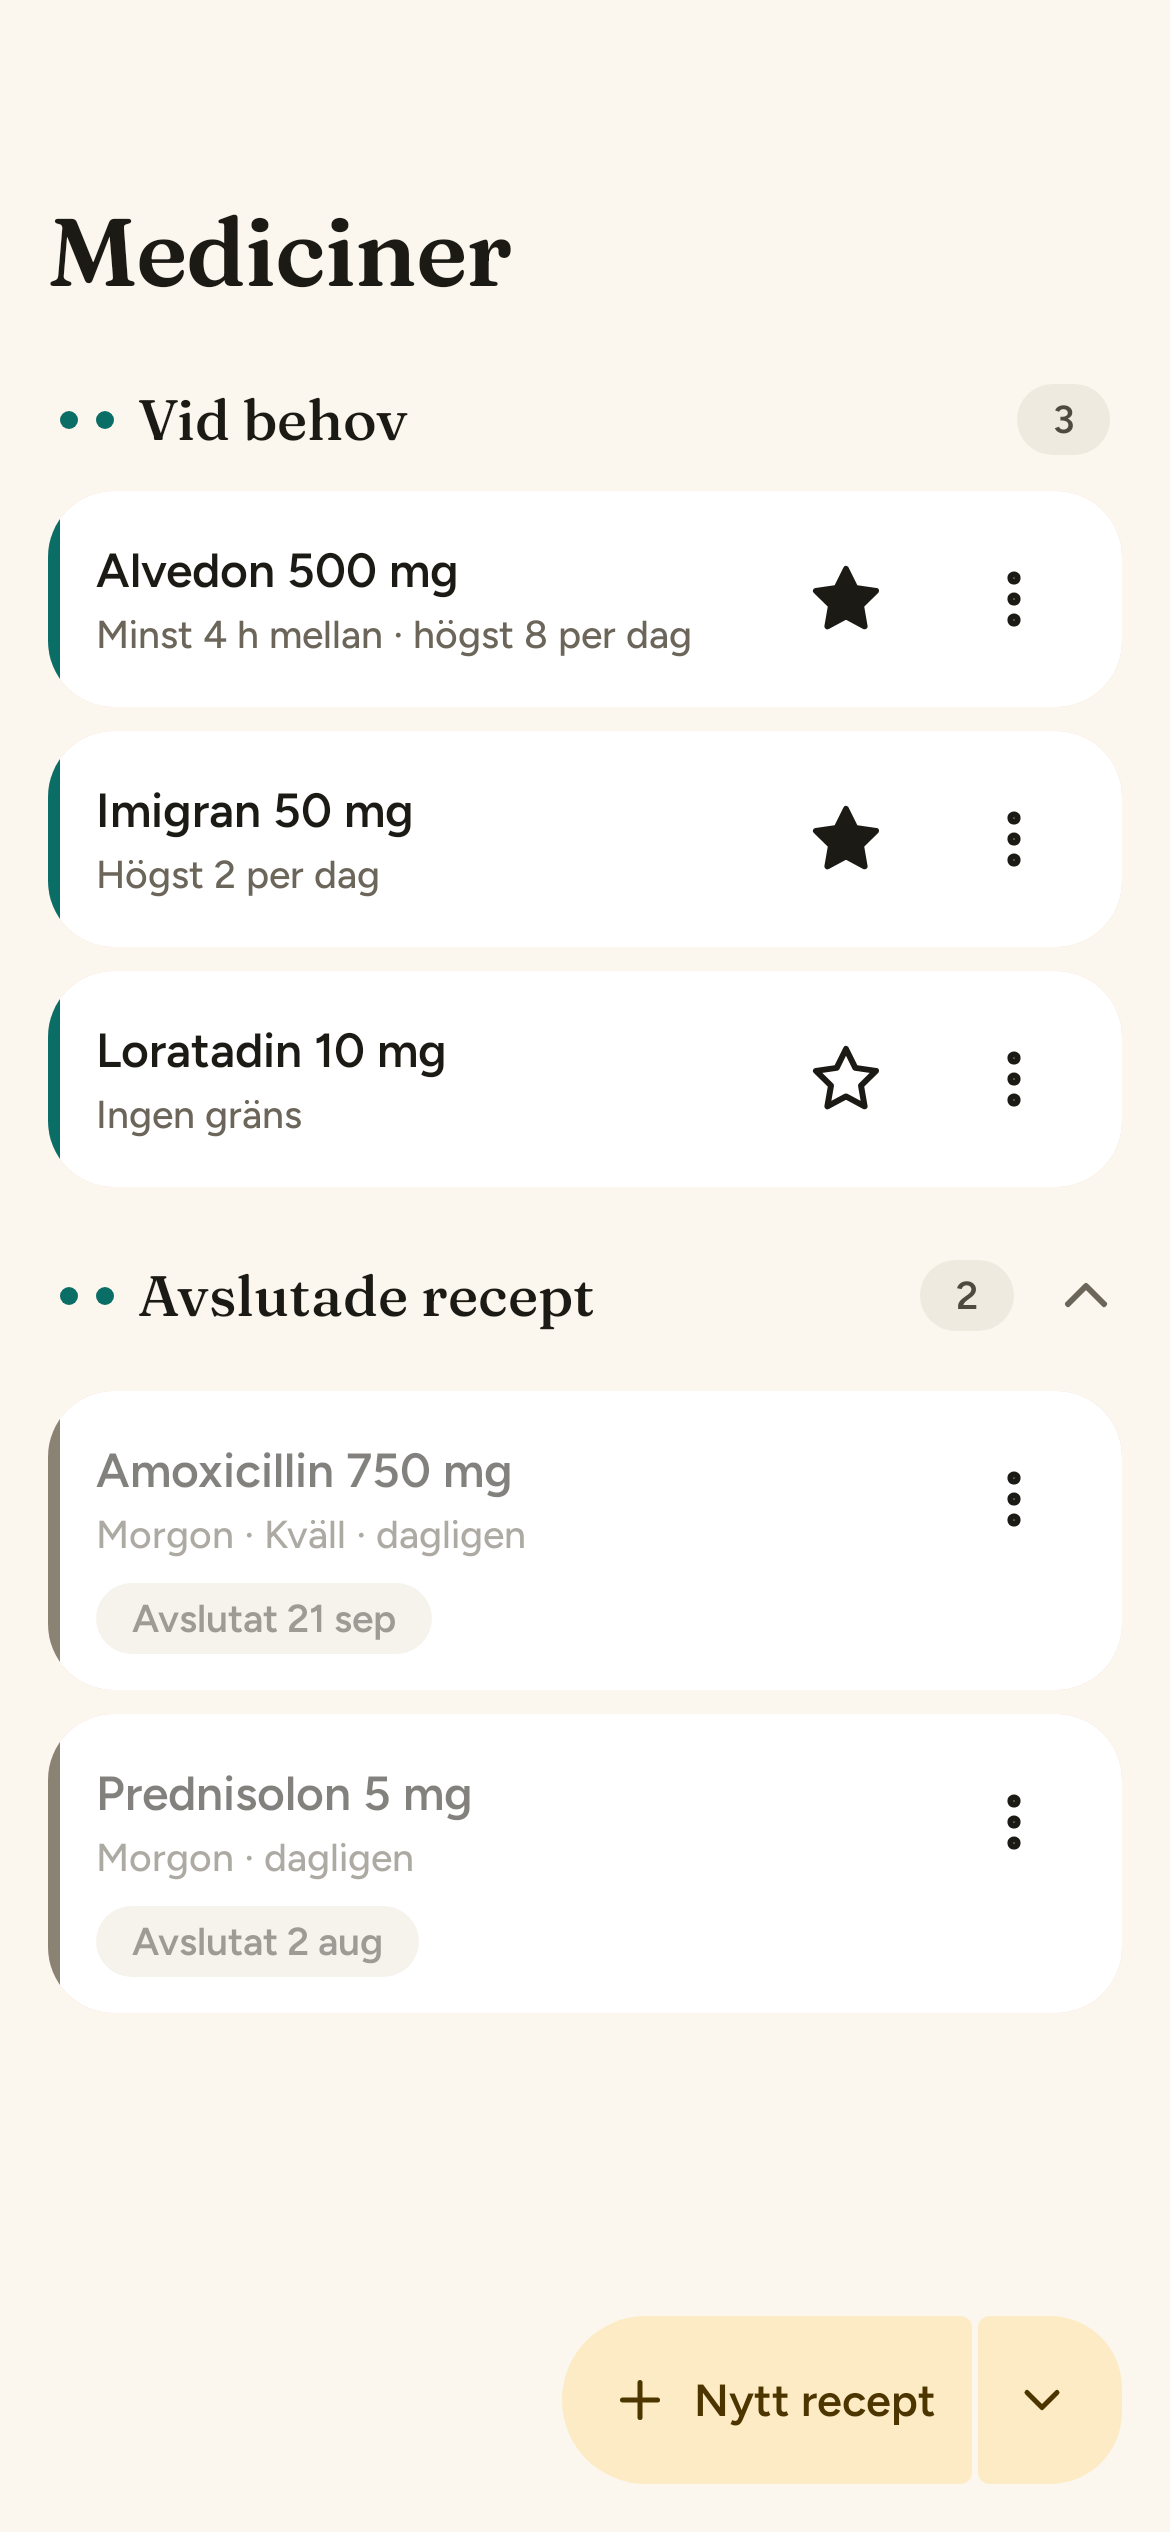 Mediciner
Vid behov
3
Alvedon 500 mg
Minst 4 h mellan · högst 8 per dag
Imigran 50 mg
Högst 2 per dag
Loratadin 10 mg
Ingen gräns
Avslutade recept
2
Amoxicillin 750 mg
Morgon · Kväll · dagligen
Avslutat 21 sep
Prednisolon 5 mg
Morgon · dagligen
Avslutat 2 aug
Nytt recept